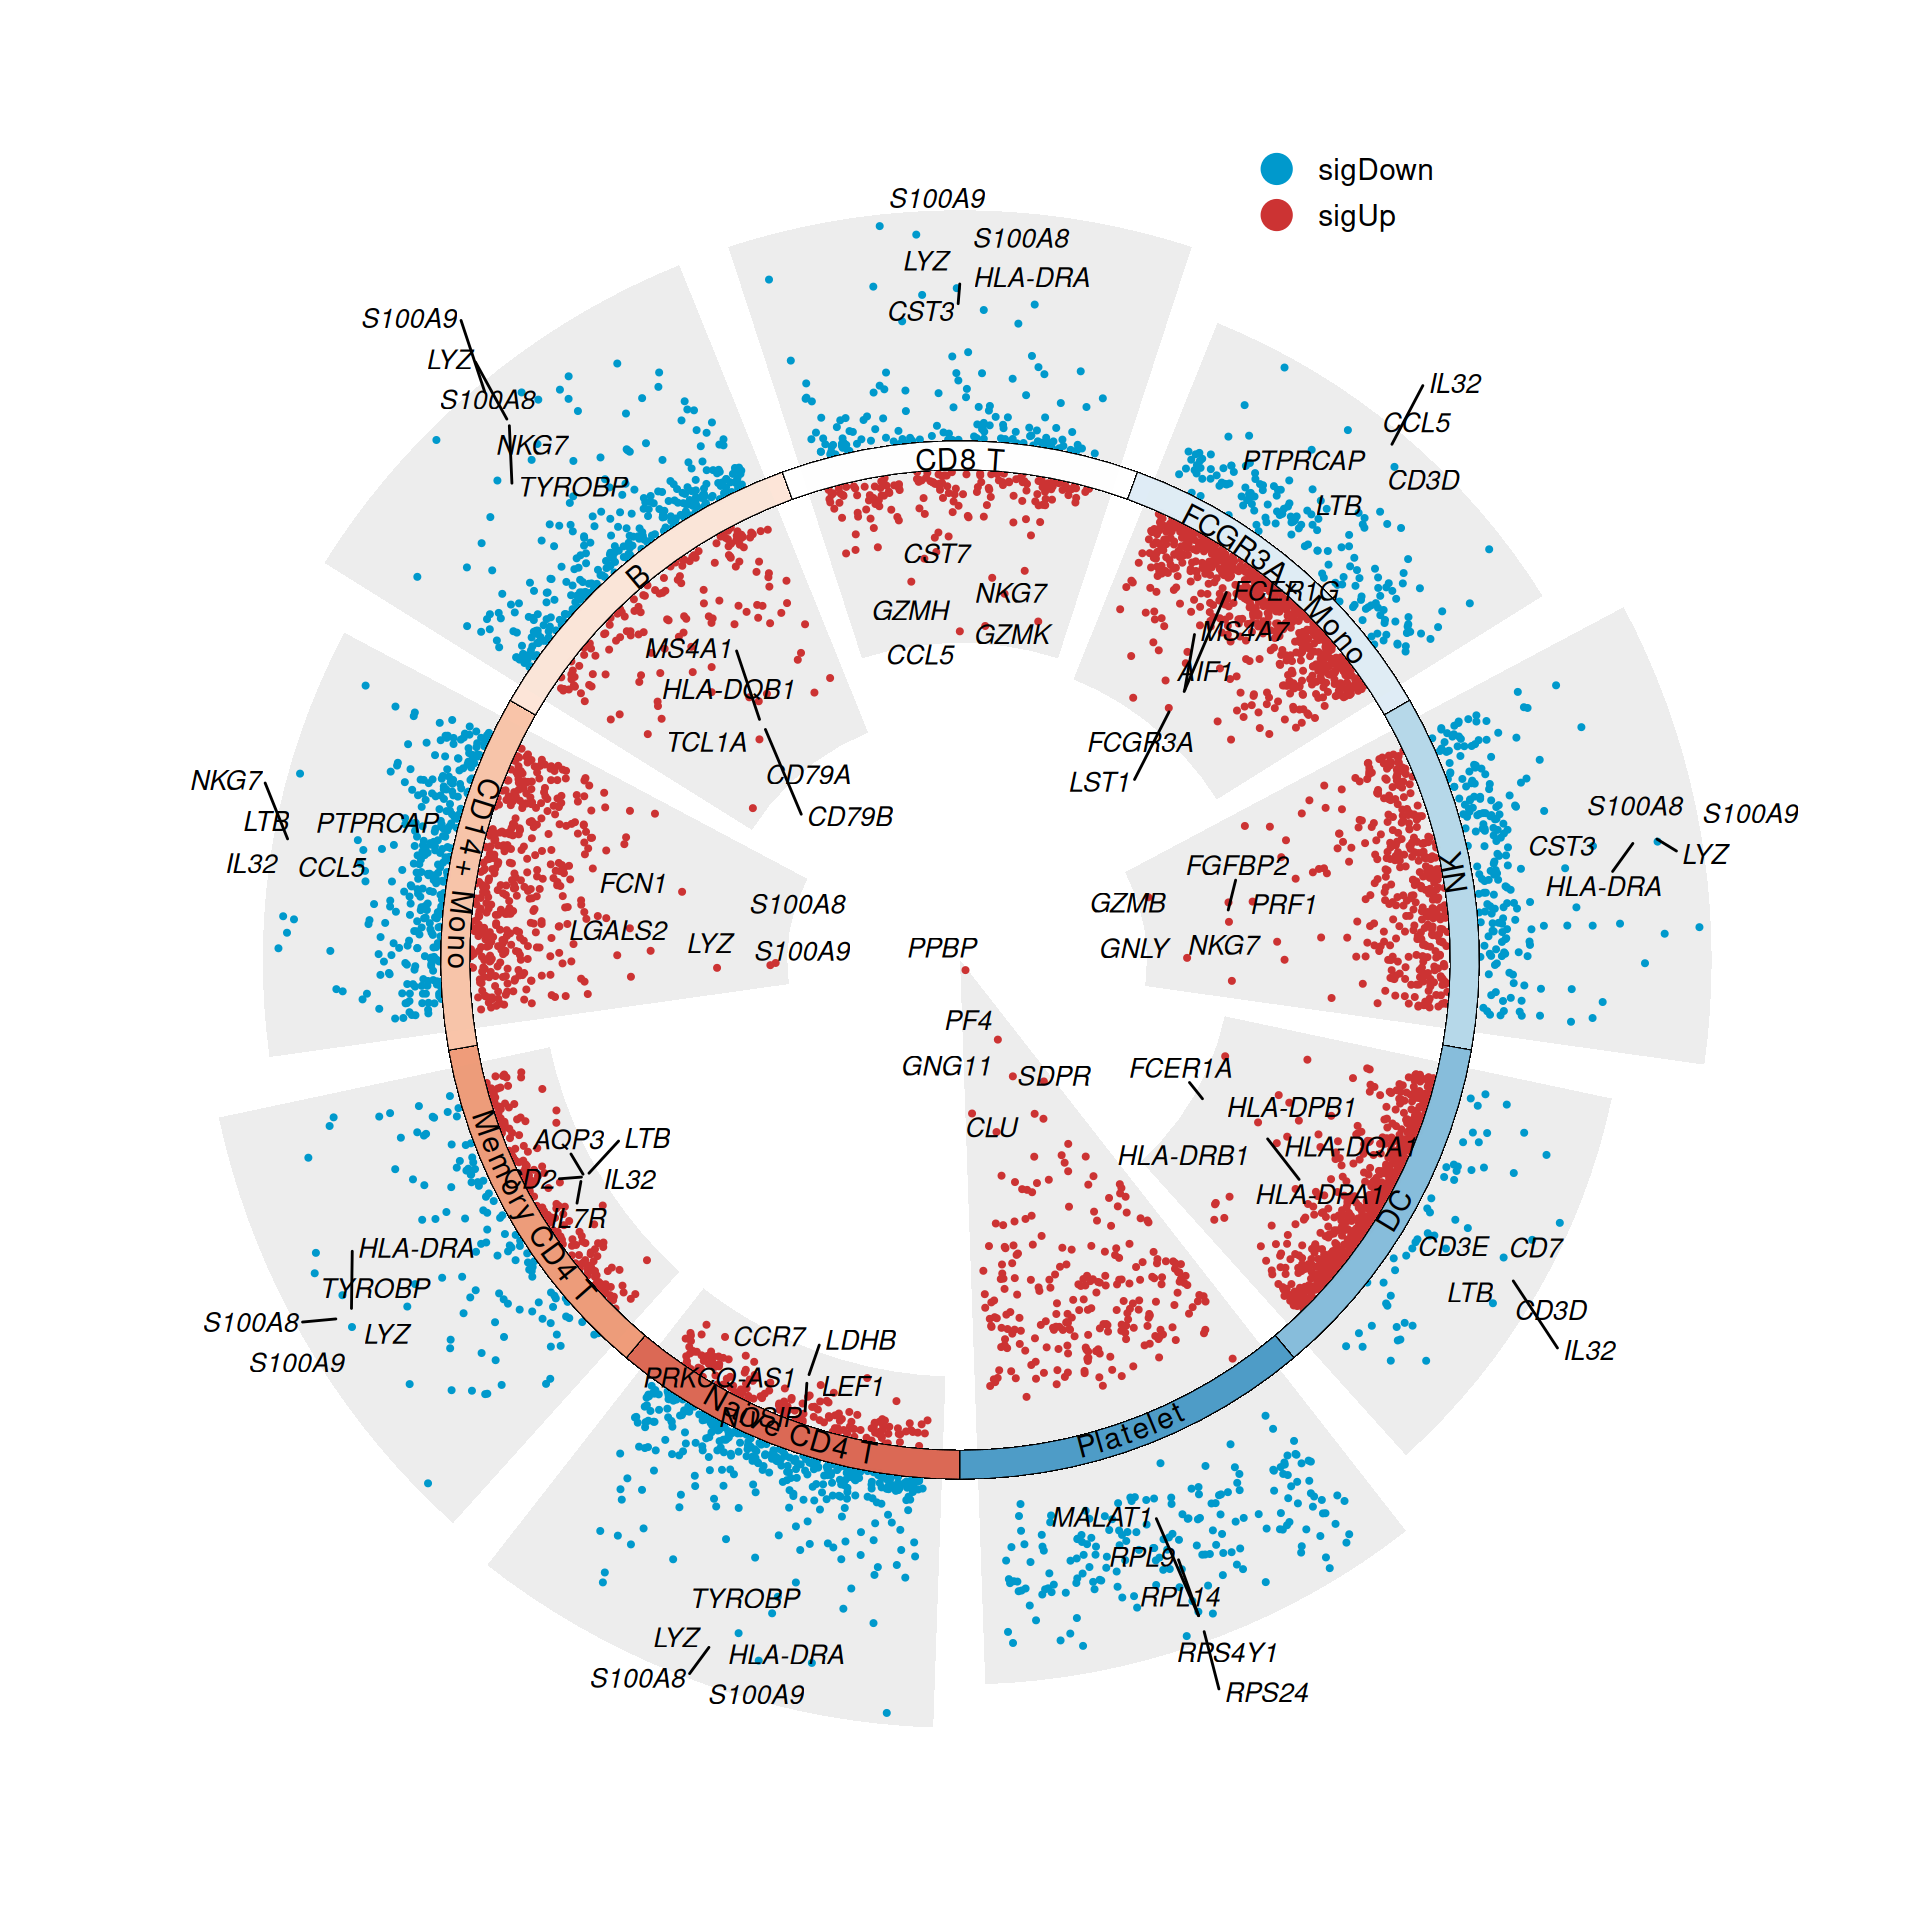 sigDown
sigUp
S100A9
S100A8
LYZ
HLA-DRA
CST3
CD8 T
CST7
NKG7
GZMH
GZMK
CCL5
IL32
CCL5
PTPRCAP
CD3D
LTB
FCGR3A+ Mono
FCER1G
MS4A7
AIF1
FCGR3A
LST1
S100A8
S100A9
CST3
LYZ
HLA-DRA
NK
FGFBP2
GZMB
PRF1
GNLY
NKG7
FCER1A
HLA-DPB1
HLA-DQA1
HLA-DRB1
HLA-DPA1
DC
CD3E
CD7
LTB
CD3D
IL32
PPBP
PF4
GNG11
SDPR
CLU
Platelet
MALAT1
RPL9
RPL14
RPS4Y1
RPS24
CCR7
LDHB
PRKCQ-AS1
LEF1
NOSIP
Naive CD4 T
TYROBP
LYZ
HLA-DRA
S100A8
S100A9
AQP3
LTB
CD2
IL32
IL7R
Memory CD4 T
HLA-DRA
TYROBP
S100A8
LYZ
S100A9
NKG7
LTB
PTPRCAP
IL32
CCL5
CD14+ Mono
FCN1
S100A8
LGALS2
LYZ
S100A9
S100A9
LYZ
S100A8
NKG7
TYROBP
B
MS4A1
HLA-DQB1
TCL1A
CD79A
CD79B